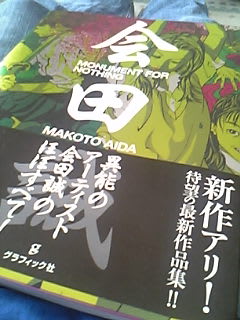 会
MONUMENT FOR
NOTHING
田
MAKOTO AIDA
誠
異能の
アーティスト
会田誠の
ほぼすべて!
新作アリ!
待望の最新作品集!!
g
グラフィック社